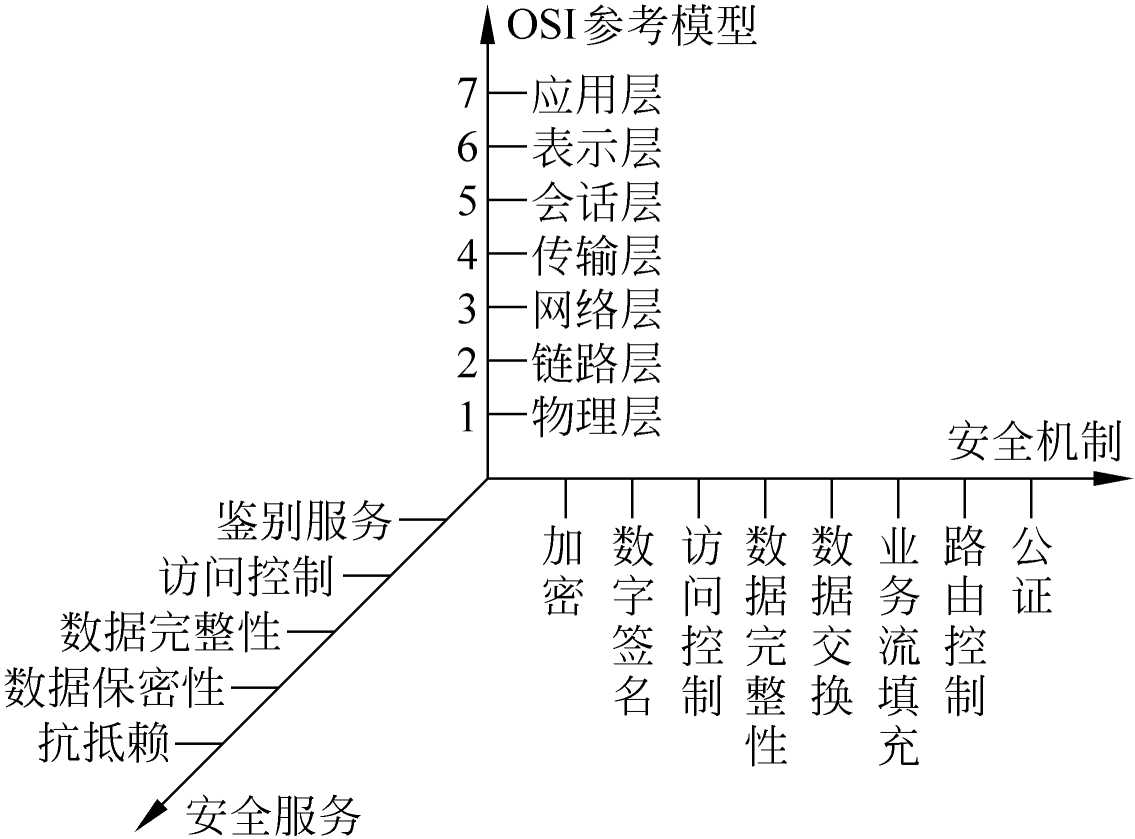 OSI参考模型
7 应用层
6 表示层
5 会话层
4 传输层
3 网络层
2 链路层
1 物理层
安全机制
加密
数字签名
访问控制
数据完整性
数据交换
业务流填充
路由控制
公证
鉴别服务
访问控制
数据完整性
数据保密性
抗抵赖
安全服务